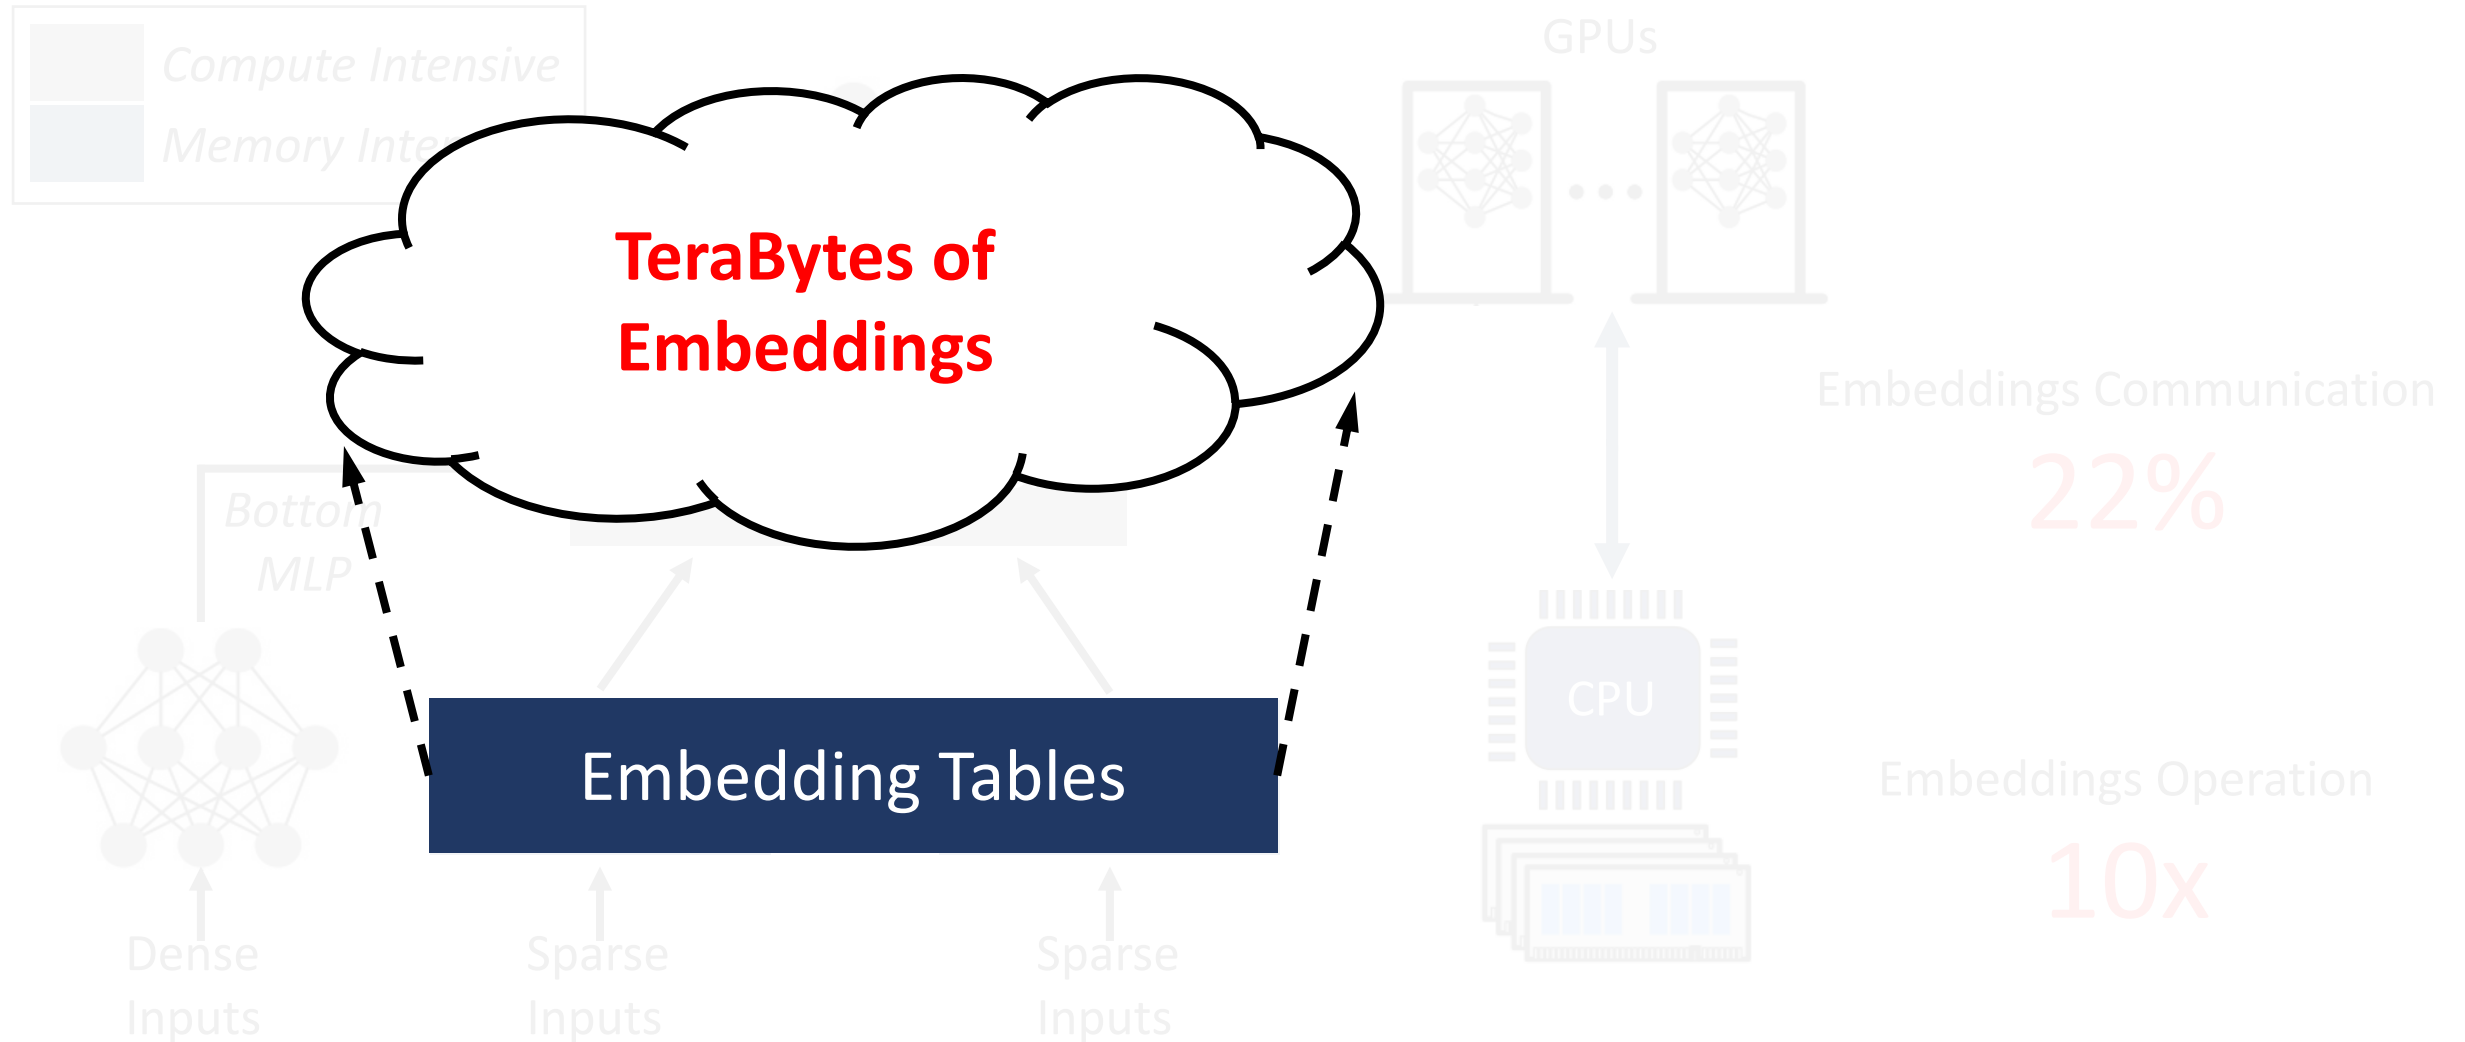 Compute Intensive
Memory Inte
GPUs
TeraBytes of
Embeddings
Embeddings Communication
22%
Bottom
MLP
CPU
Embedding Tables
Embeddings Operation
10x
Dense
Inputs
Sparse
Inputs
Sparse
Inputs